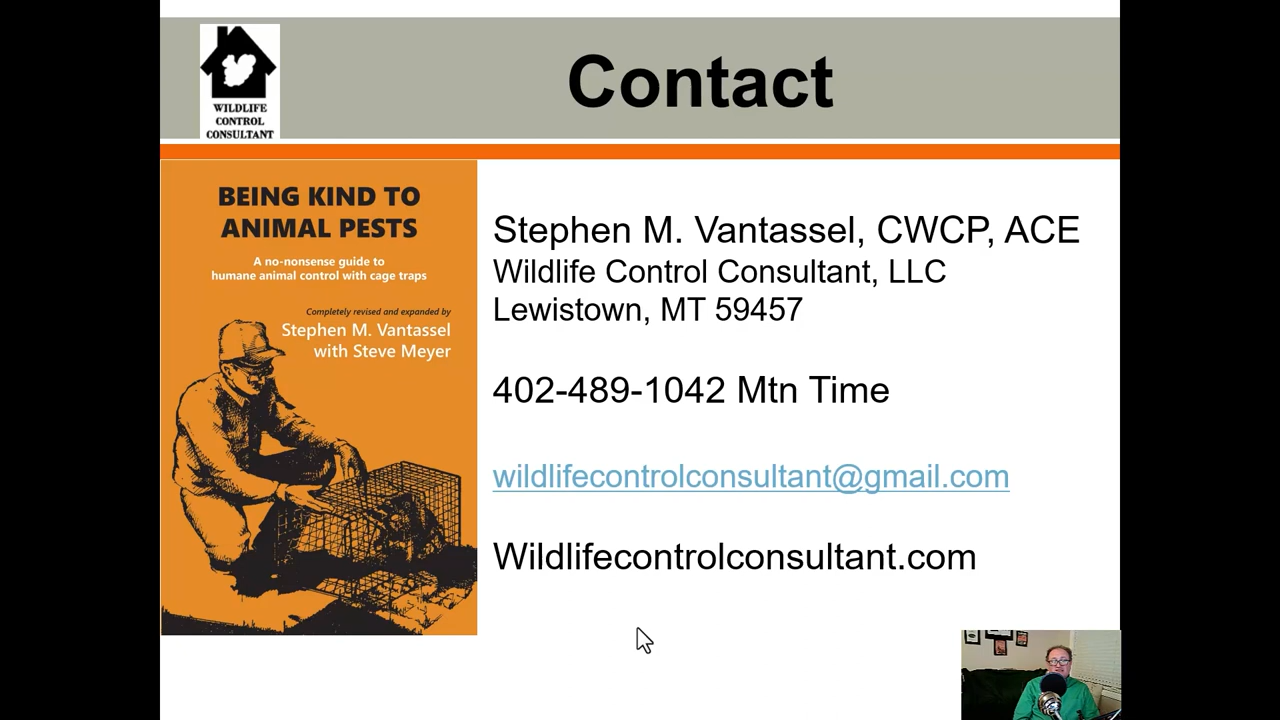 WILDLIFE
CONTROL
CONSULTANT
Contact
BEING KIND TO
ANIMAL PESTS
A no-nonsense guide to
humane animal control with cage traps
Completely revised and expanded by
Stephen M. Vantassel
with Steve Meyer
Stephen M. Vantassel, CWCP, ACE
Wildlife Control Consultant, LLC
Lewistown, MT 59457
402-489-1042 Mtn Time
wildlifecontrolconsultant@gmail.com
Wildlifecontrolconsultant.com